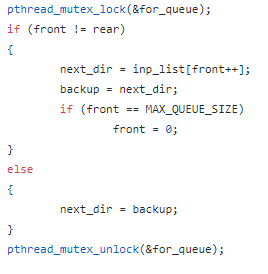 pthread_mutex_lock(&for_queue);
if (front != rear)
{
        next_dir = inp_list[front++];
        backup = next_dir;
        if (front == MAX_QUEUE_SIZE)
                front = 0;
}
else
{
        next_dir = backup;
}
pthread_mutex_unlock(&for_queue);